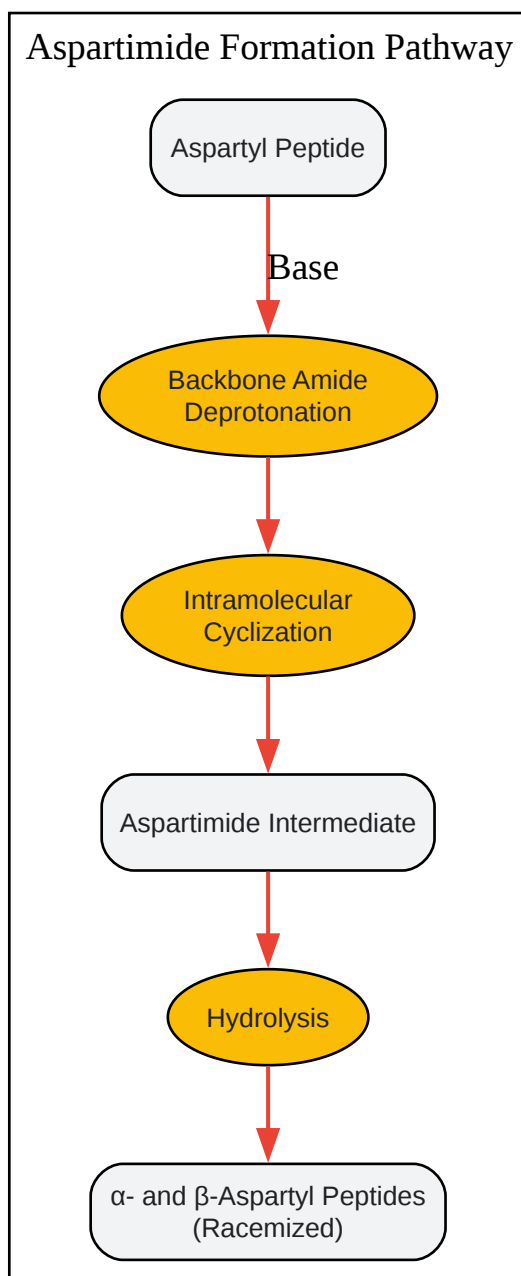 Aspartimide Formation Pathway
Aspartyl Peptide
Base
Backbone Amide
Deprotonation
Intramolecular
Cyclization
Aspartimide Intermediate
Hydrolysis
α- and β-Aspartyl Peptides
(Racemized)